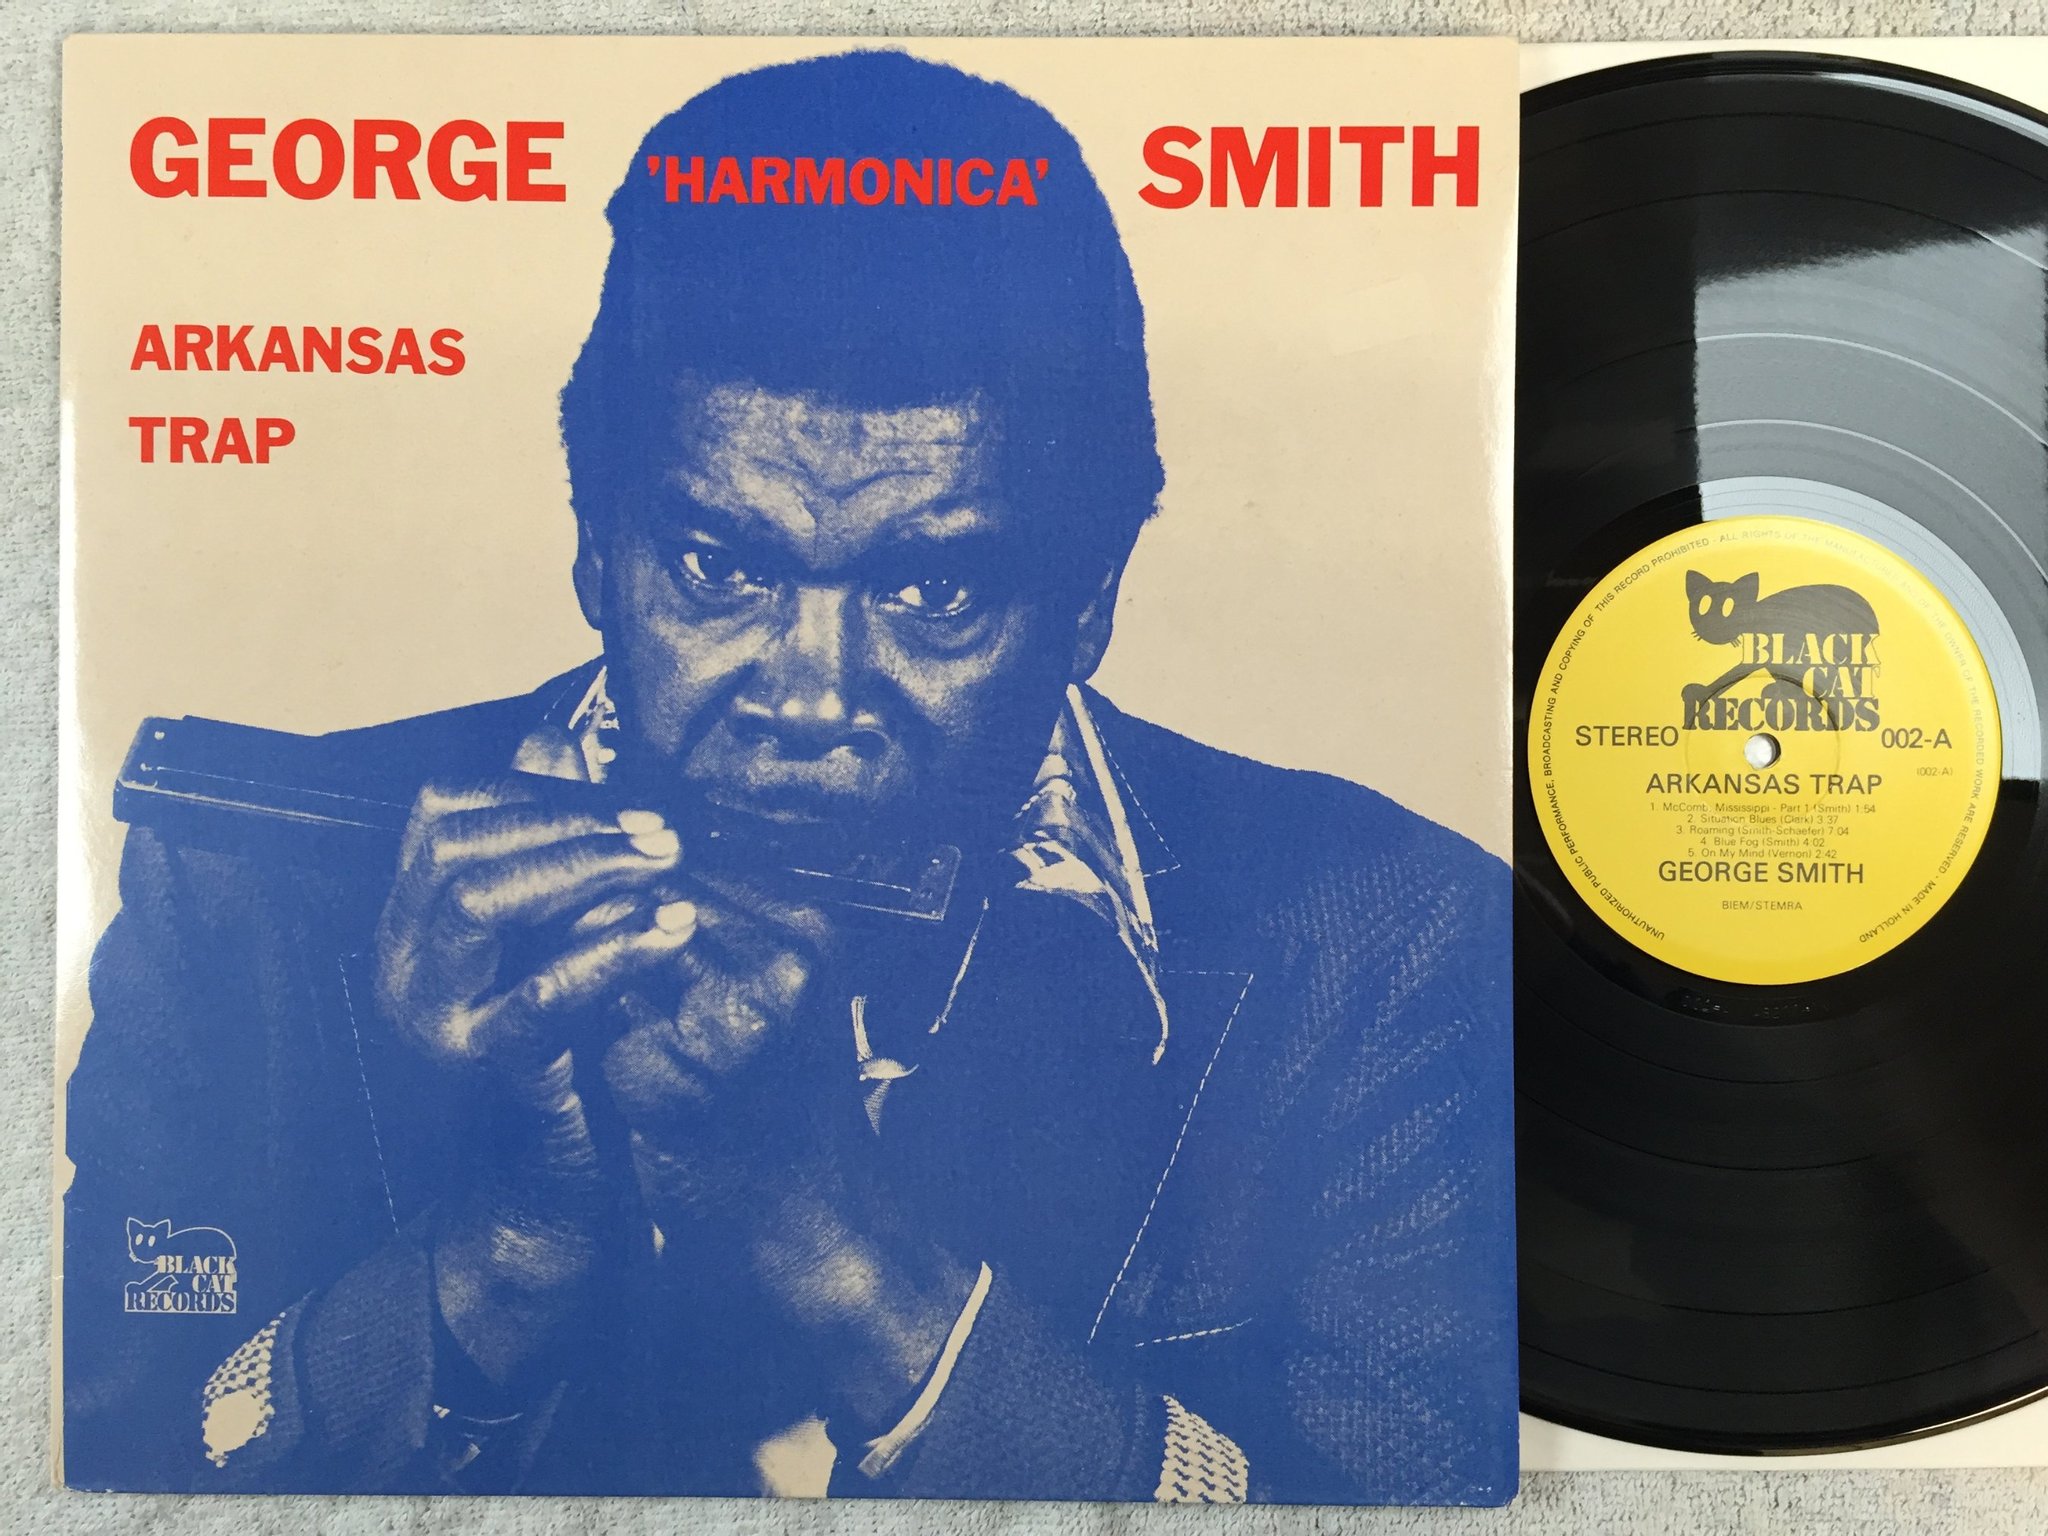 GEORGE 'HARMONICA' SMITH
ARKANSAS
TRAP
BLACK
CAT
RECORDS
UNAUTHORIZED PUBLIC PERFORMANCE, BROADCASTING AND COPYING OF THIS RECORD PROHIBITED - ALL RIGHTS OF THE MANUFACTURER AND OF THE OWNER OF THE RECORDED WORK ARE RESERVED - MADE IN HOLLAND
BLACK
CAT
RECORDS
STEREO 002-A
(002-A)
ARKANSAS TRAP
1. McComb, Mississippi - Part 1 (Smith) 1:54
2. Situation Blues (Clark) 3:37
3. Roaming (Smith-Schaefer) 7:04
4. Blue Fog (Smith) 4:02
5. On My Mind (Vernon) 2:42
GEORGE SMITH
BIEM/STEMRA